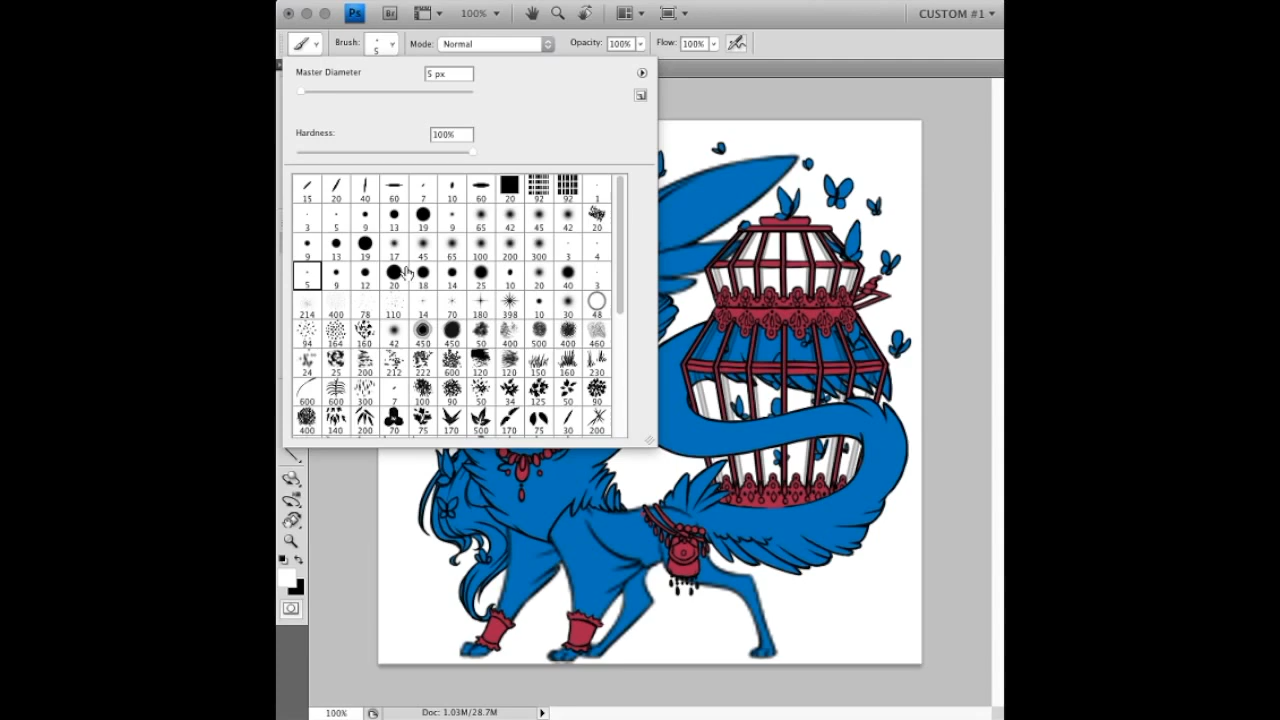 Ps Br 100% CUSTOM #1
Brush: 5 Mode: Normal Opacity: 100% Flow: 100%
Master Diameter 5 px
Hardness: 100%
15 20 40 60 7 10 60 20 92 92 1
3 5 9 13 19 9 65 42 45 42 20
9 13 19 17 45 65 100 200 300 3 4
5 9 12 20 18 14 25 10 20 40 3
214 400 78 110 14 70 180 398 10 30 48
94 164 160 42 450 450 50 400 500 400 460
24 25 200 212 222 600 120 120 150 160 230
600 600 300 7 100 90 50 34 125 50 90
400 140 200 70 75 170 500 170 75 30 200
100% Doc: 1.03M/28.7M